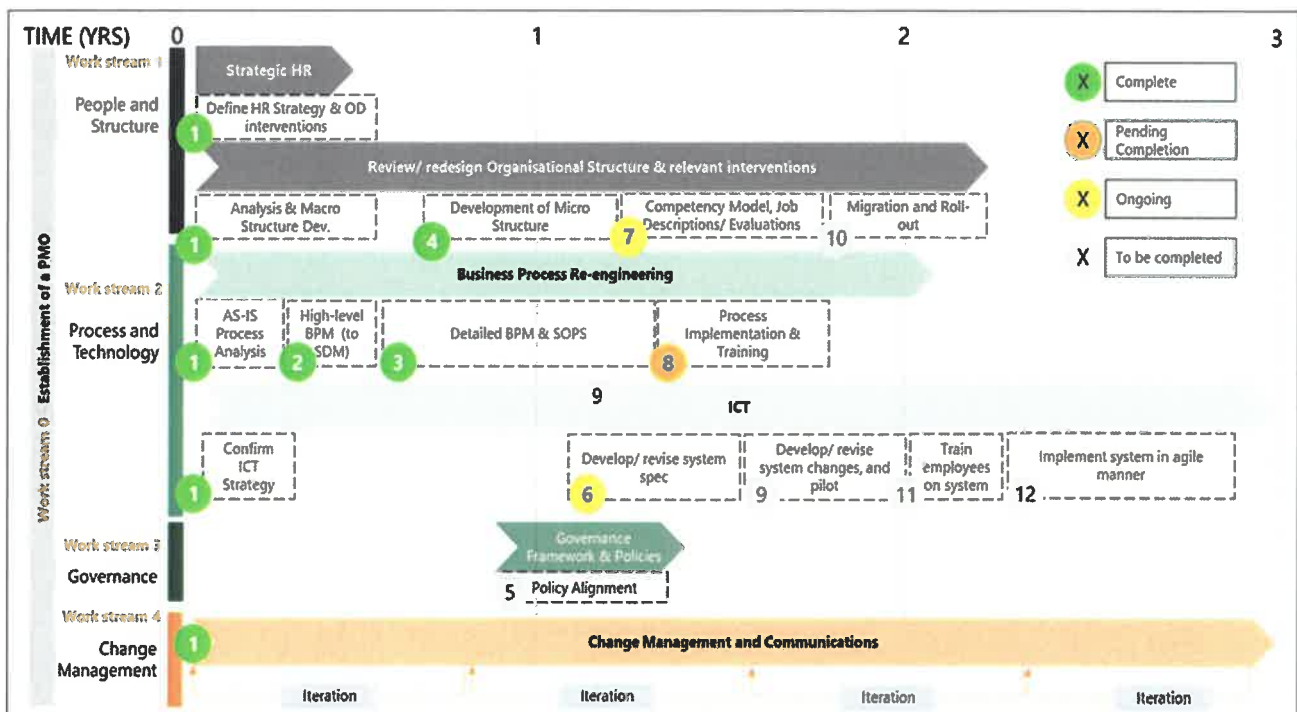 TIME (YRS) 0 1 2 3
Work stream 0 - Establishment of a PMO
Work stream 1
People and
Structure
Strategic HR
1
Define HR Strategy & OD
interventions
Review/ redesign Organisational Structure & relevant interventions
1
Analysis & Macro
Structure Dev.
4
Development of Micro
Structure
7
Competency Model, Job
Descriptions/ Evaluations
10
Migration and Roll-
out
X Complete
X Pending
Completion
X Ongoing
X To be completed
Work stream 2
Process and
Technology
Business Process Re-engineering
1
AS-IS
Process
Analysis
2
High-level
BPM (to
SDM)
3
Detailed BPM & SOPS
8
Process
Implementation &
Training
9
ICT
1
Confirm
ICT
Strategy
6
Develop/ revise system
spec
9
Develop/ revise
system changes, and
pilot
11
Train
employees
on system
12
Implement system in agile
manner
Work stream 3
Governance
Governance
Framework & Policies
5 Policy Alignment
Work stream 4
Change
Management
1
Change Management and Communications
Iteration Iteration Iteration Iteration